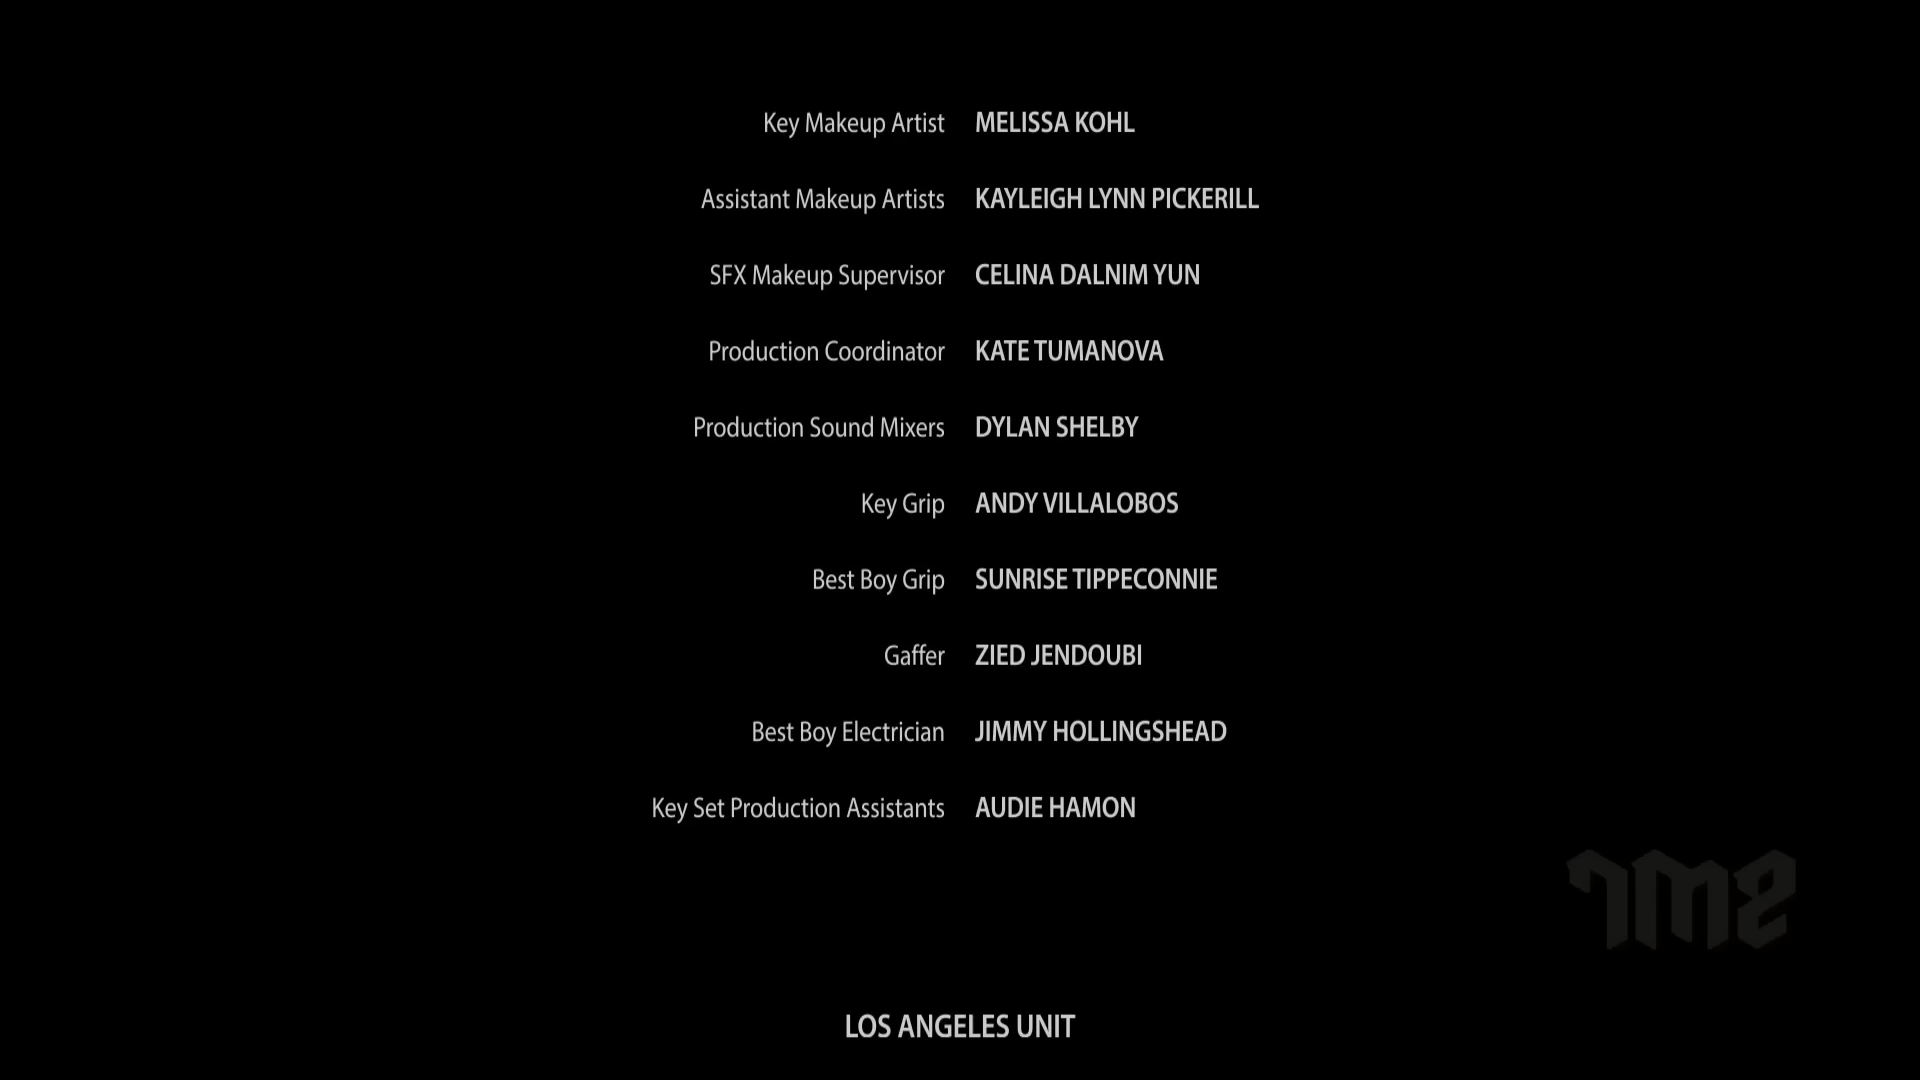 Key Makeup Artist MELISSA KOHL
Assistant Makeup Artists KAYLEIGH LYNN PICKERILL
SFX Makeup Supervisor CELINA DALNIM YUN
Production Coordinator KATE TUMANOVA
Production Sound Mixers DYLAN SHELBY
Key Grip ANDY VILLALOBOS
Best Boy Grip SUNRISE TIPPECONNIE
Gaffer ZIED JENDOUBI
Best Boy Electrician JIMMY HOLLINGSHEAD
Key Set Production Assistants AUDIE HAMON
LOS ANGELES UNIT